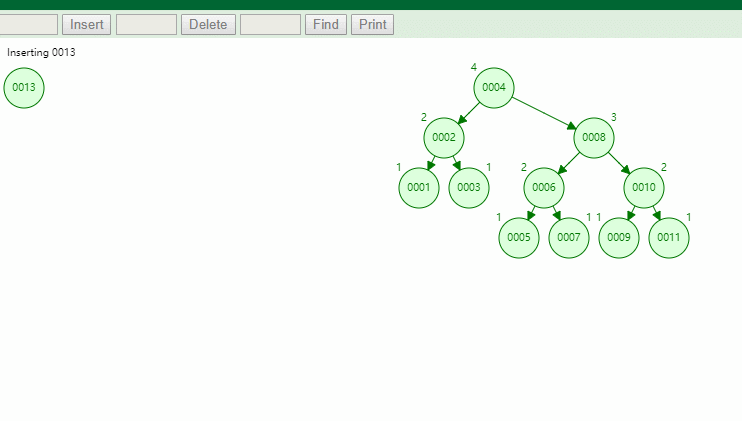 Insert Delete Find Print
Inserting 0013
0013
4
0004
2 3
0002 0008
1 1 2 2
0001 0003 0006 0010
1 1 1 1
0005 0007 0009 0011